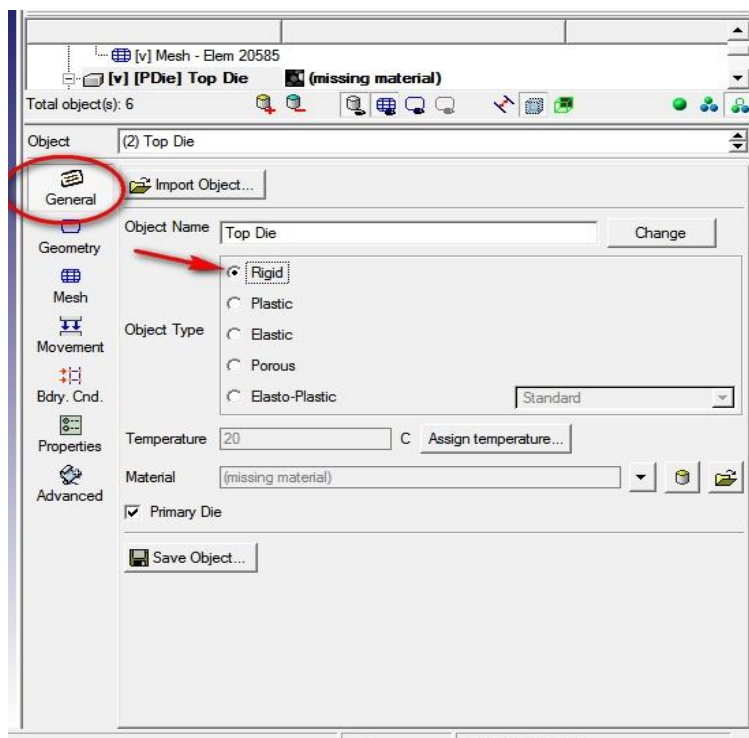 [v] Mesh - Elem 20585
[v] [PDie] Top Die (missing material)
Total object(s): 6
Object (2) Top Die
General
Geometry
Mesh
Movement
Bdry. Cnd.
Properties
Advanced
Import Object...
Object Name Top Die Change
Object Type
Rigid
Plastic
Elastic
Porous
Elasto-Plastic Standard
Temperature 20 C Assign temperature...
Material (missing material)
Primary Die
Save Object...